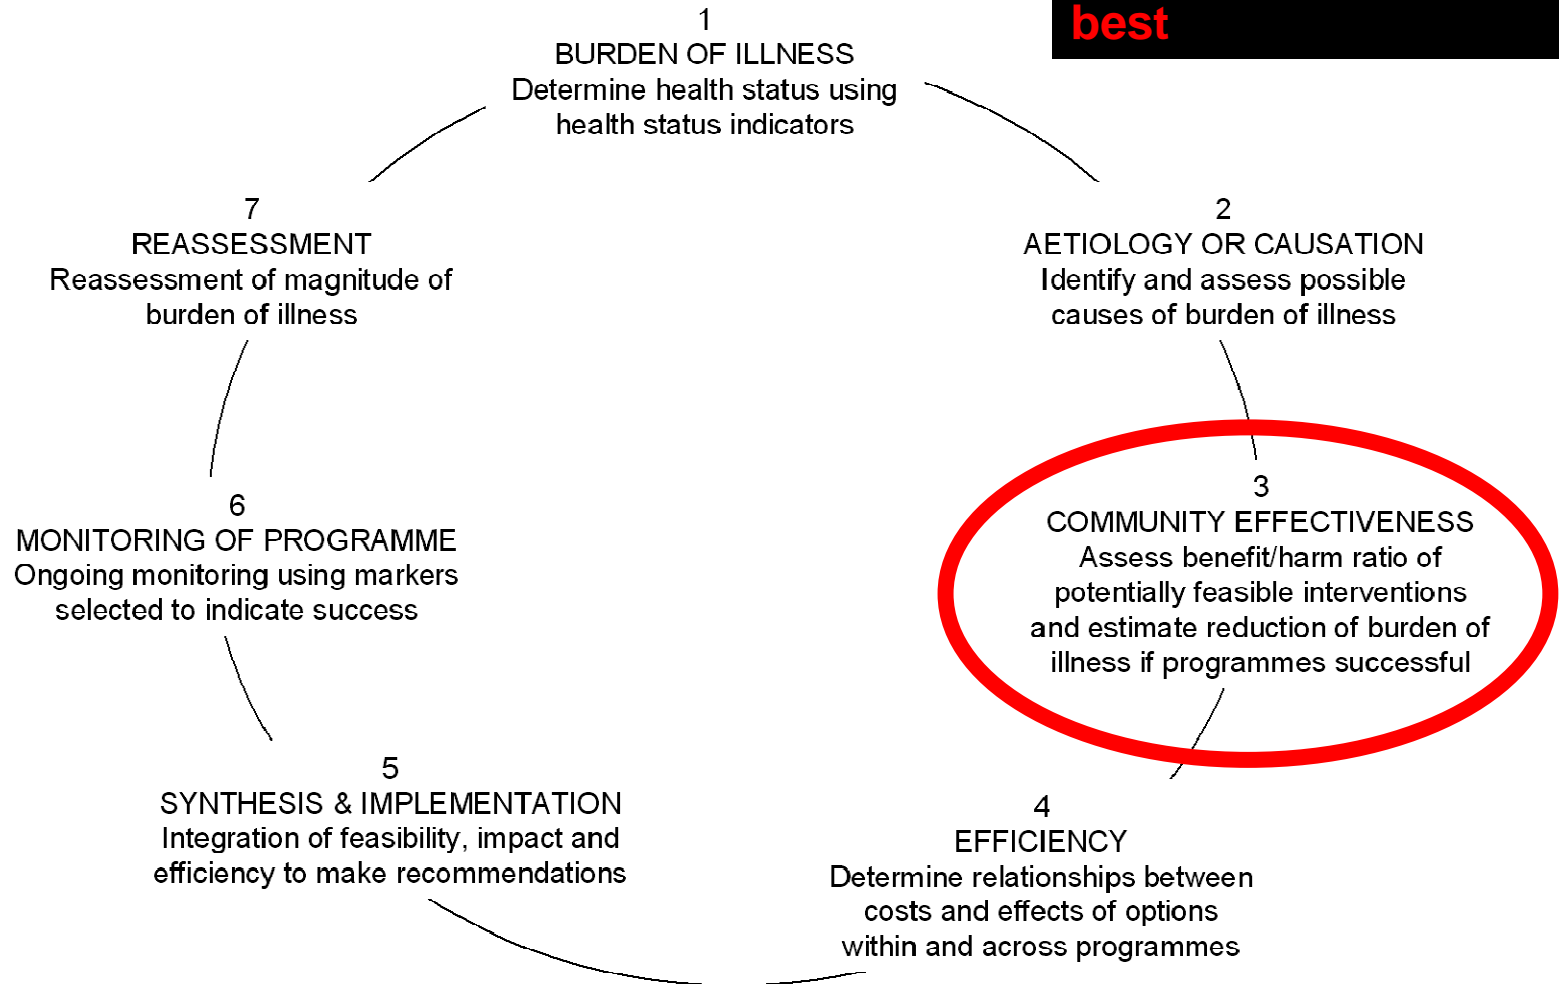 best
1
BURDEN OF ILLNESS
Determine health status using
health status indicators
2
AETIOLOGY OR CAUSATION
Identify and assess possible
causes of burden of illness
3
COMMUNITY EFFECTIVENESS
Assess benefit/harm ratio of
potentially feasible interventions
and estimate reduction of burden of
illness if programmes successful
4
EFFICIENCY
Determine relationships between
costs and effects of options
within and across programmes
5
SYNTHESIS & IMPLEMENTATION
Integration of feasibility, impact and
efficiency to make recommendations
6
MONITORING OF PROGRAMME
Ongoing monitoring using markers
selected to indicate success
7
REASSESSMENT
Reassessment of magnitude of
burden of illness